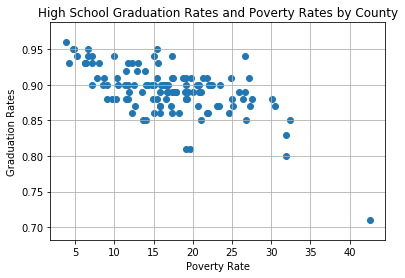 High School Graduation Rates and Poverty Rates by County
0.95
0.90
0.85
0.80
0.75
0.70
Graduation Rates
5 10 15 20 25 30 35 40
Poverty Rate